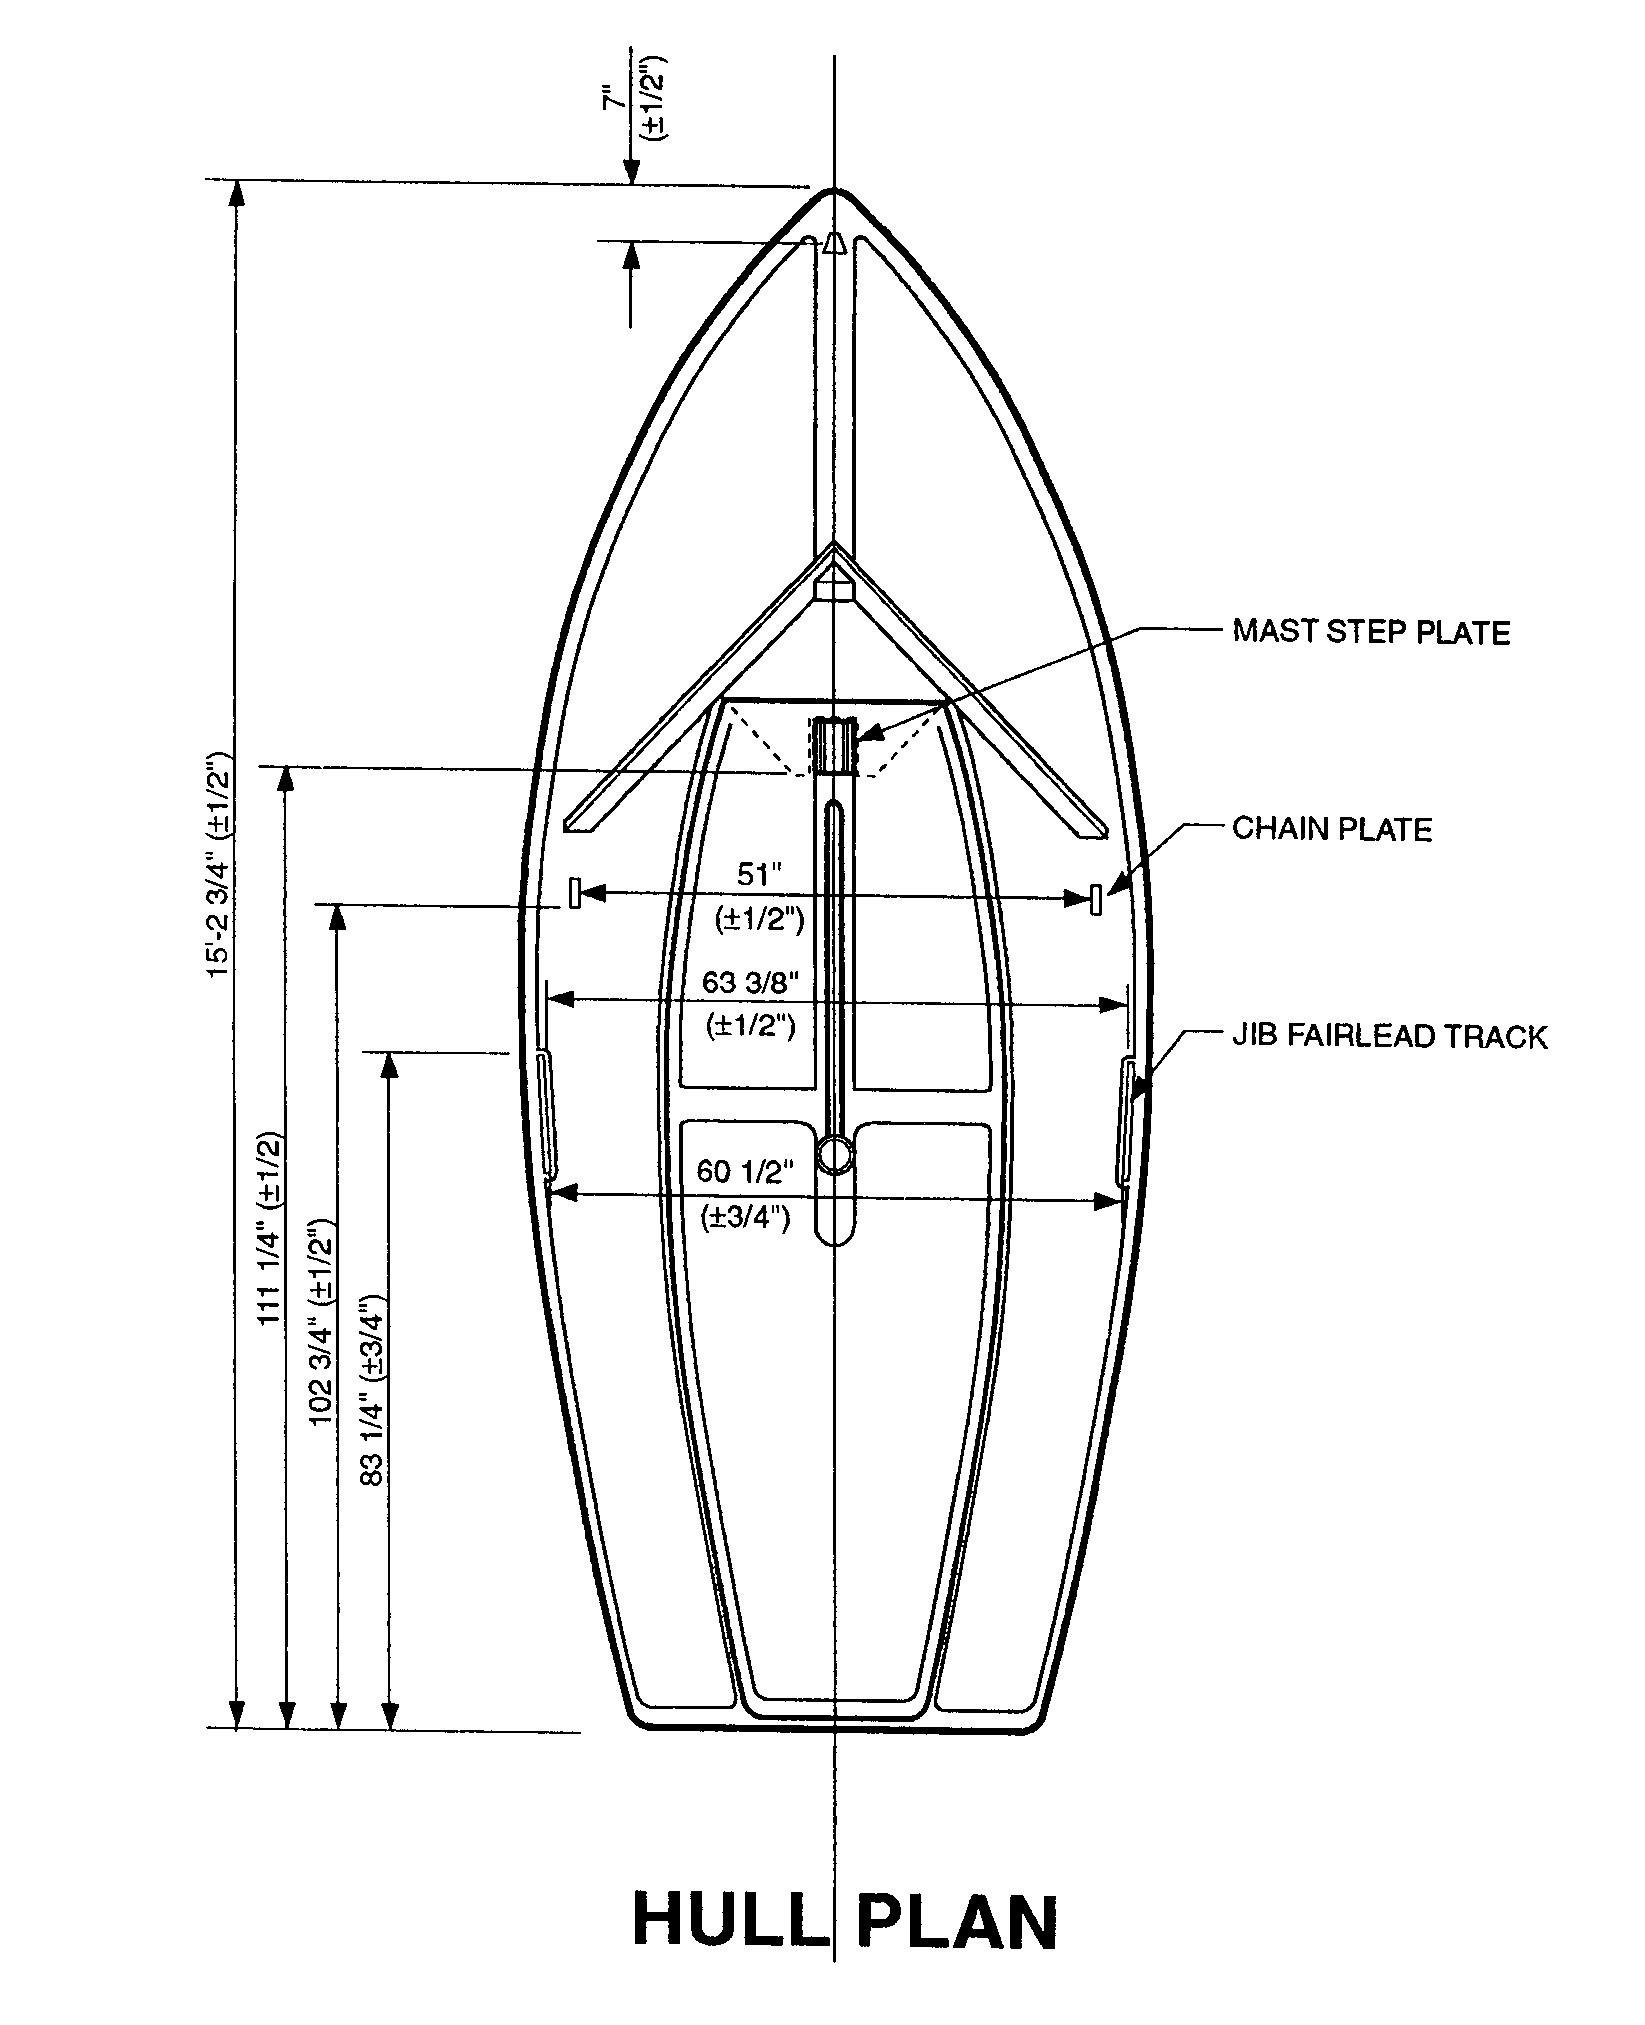 7"
(±1/2")
MAST STEP PLATE
15'-2 3/4" (±1/2")
CHAIN PLATE
51"
(±1/2")
63 3/8"
(±1/2")
JIB FAIRLEAD TRACK
111 1/4" (±1/2)
60 1/2"
(±3/4")
102 3/4" (±1/2")
83 1/4" (±3/4")
HULL PLAN